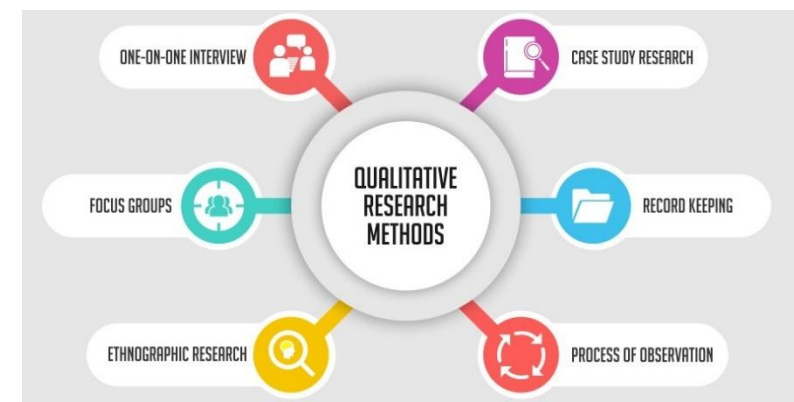 ONE-ON-ONE INTERVIEW
CASE STUDY RESEARCH
QUALITATIVE
RESEARCH
METHODS
FOCUS GROUPS
RECORD KEEPING
ETHNOGRAPHIC RESEARCH
PROCESS OF OBSERVATION